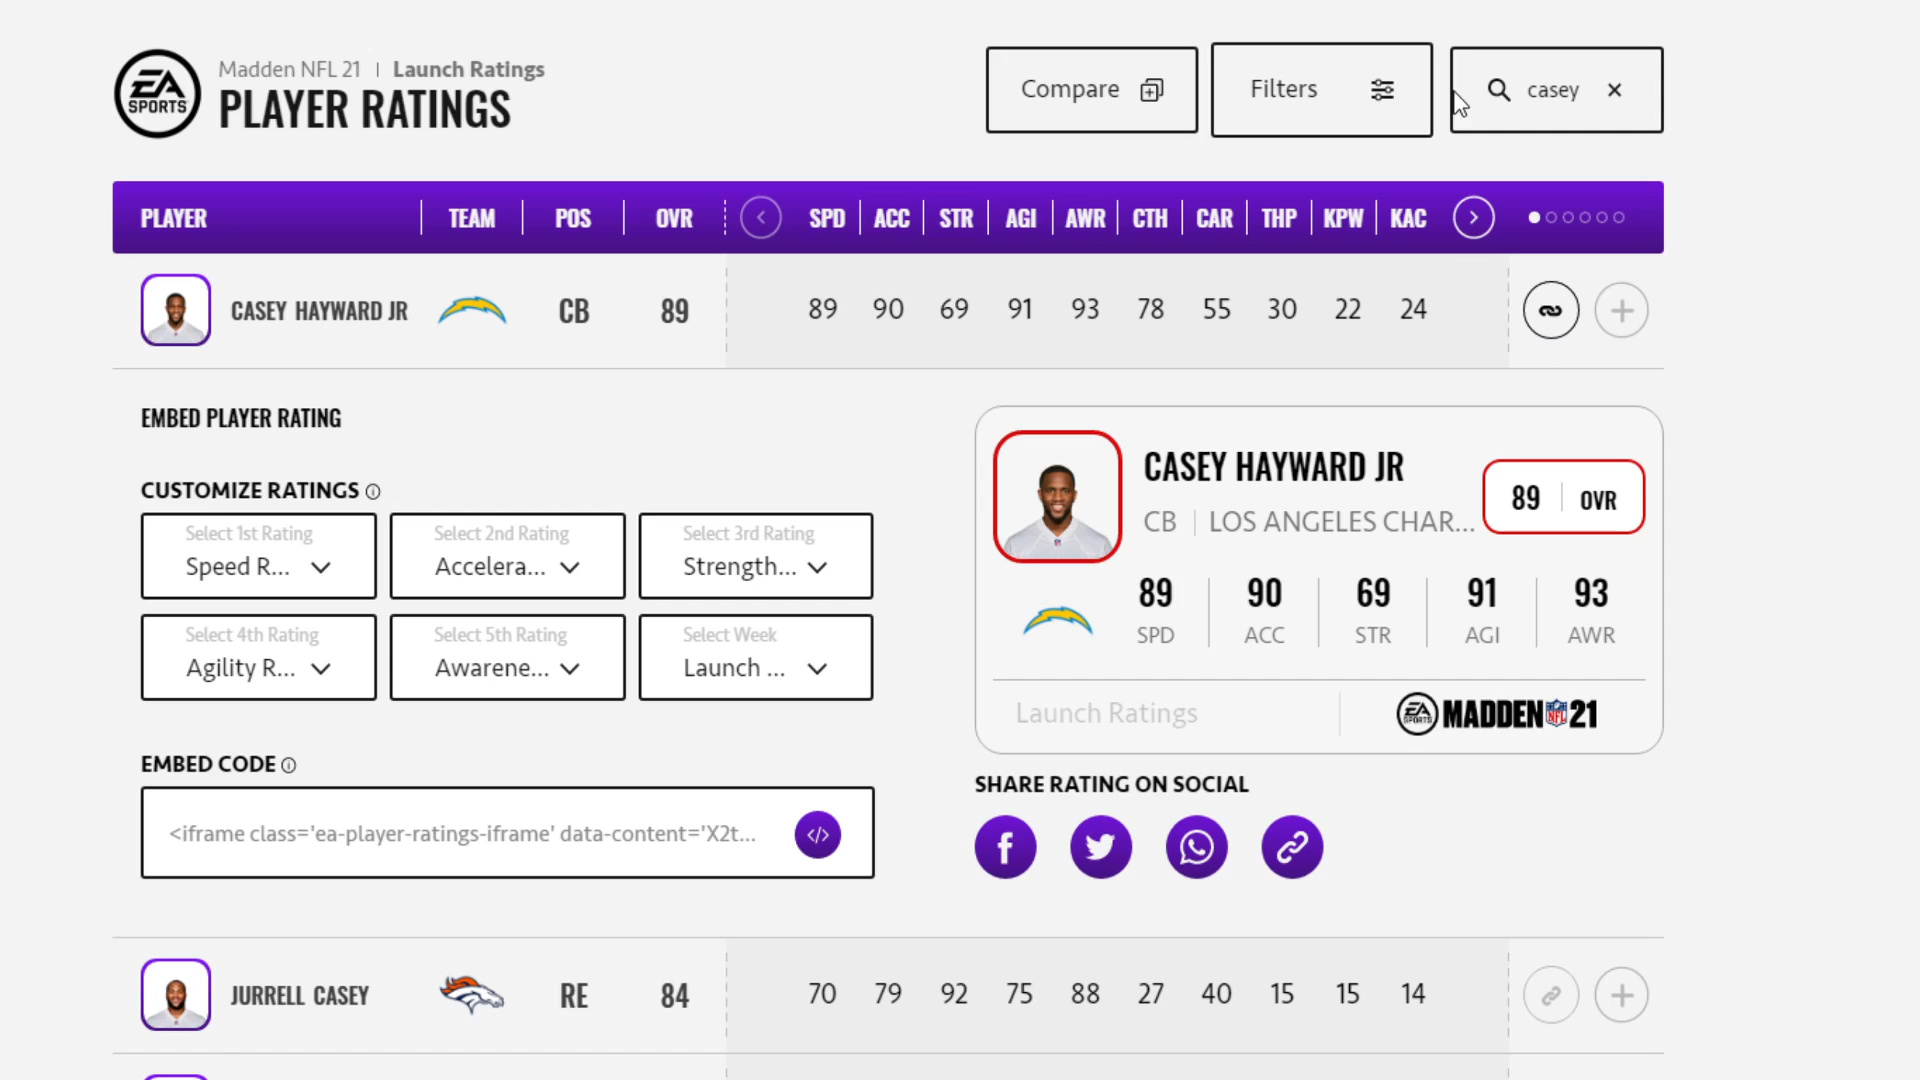 EA SPORTS
Madden NFL 21 | Launch Ratings
PLAYER RATINGS
Compare
Filters
casey
PLAYER TEAM POS OVR SPD ACC STR AGI AWR CTH CAR THP KPW KAC
CASEY HAYWARD JR CB 89 89 90 69 91 93 78 55 30 22 24
EMBED PLAYER RATING
CUSTOMIZE RATINGS
Select 1st Rating
Speed R...
Select 2nd Rating
Accelera...
Select 3rd Rating
Strength...
Select 4th Rating
Agility R...
Select 5th Rating
Awarene...
Select Week
Launch ...
EMBED CODE
<iframe class='ea-player-ratings-iframe' data-content='X2t...
</>
CASEY HAYWARD JR
CB | LOS ANGELES CHAR...
89 | OVR
89 90 69 91 93
SPD ACC STR AGI AWR
Launch Ratings
EA SPORTS MADDEN NFL 21
SHARE RATING ON SOCIAL
JURRELL CASEY RE 84 70 79 92 75 88 27 40 15 15 14